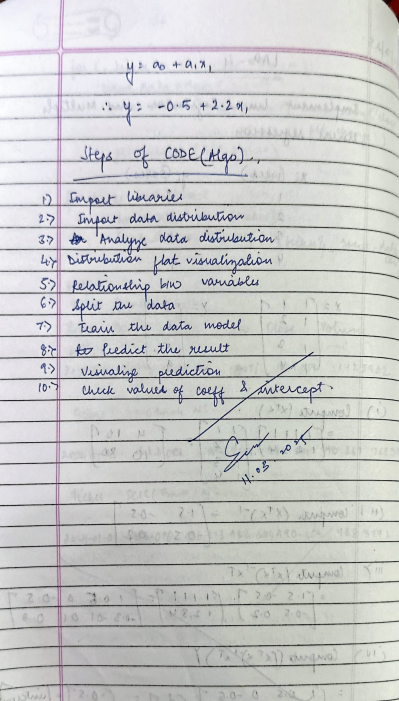 y = a₀ + a₁x₁
∴ y = -0.5 + 2.2x₁
Steps of CODE (Algo).
1) Import libraries
2) Import data distribution
3) Analyze data distribution
4) Distribution plat visualization
5) Relationship b/w variables
6) Split the data
7) Train the data model
8) Predict the result
9) visualize prediction
10) Check values of coeff & intercept.
11.03.2025